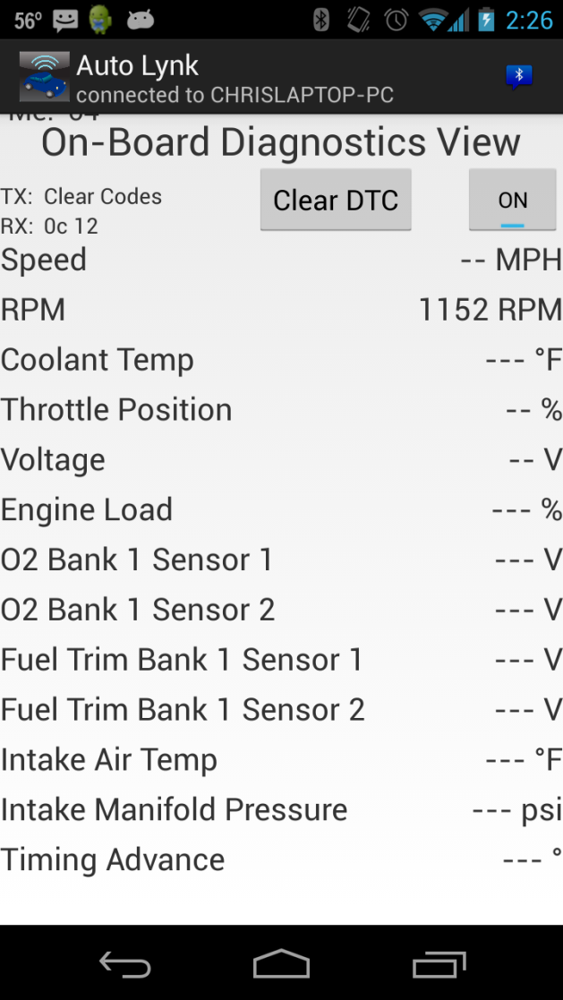 56º 2:26
Auto Lynk
connected to CHRISLAPTOP-PC
On-Board Diagnostics View
TX: Clear Codes
RX: 0c 12
Clear DTC
ON
Speed -- MPH
RPM 1152 RPM
Coolant Temp --- °F
Throttle Position -- %
Voltage -- V
Engine Load --- %
O2 Bank 1 Sensor 1 --- V
O2 Bank 1 Sensor 2 --- V
Fuel Trim Bank 1 Sensor 1 --- V
Fuel Trim Bank 1 Sensor 2 --- V
Intake Air Temp --- °F
Intake Manifold Pressure --- psi
Timing Advance --- °